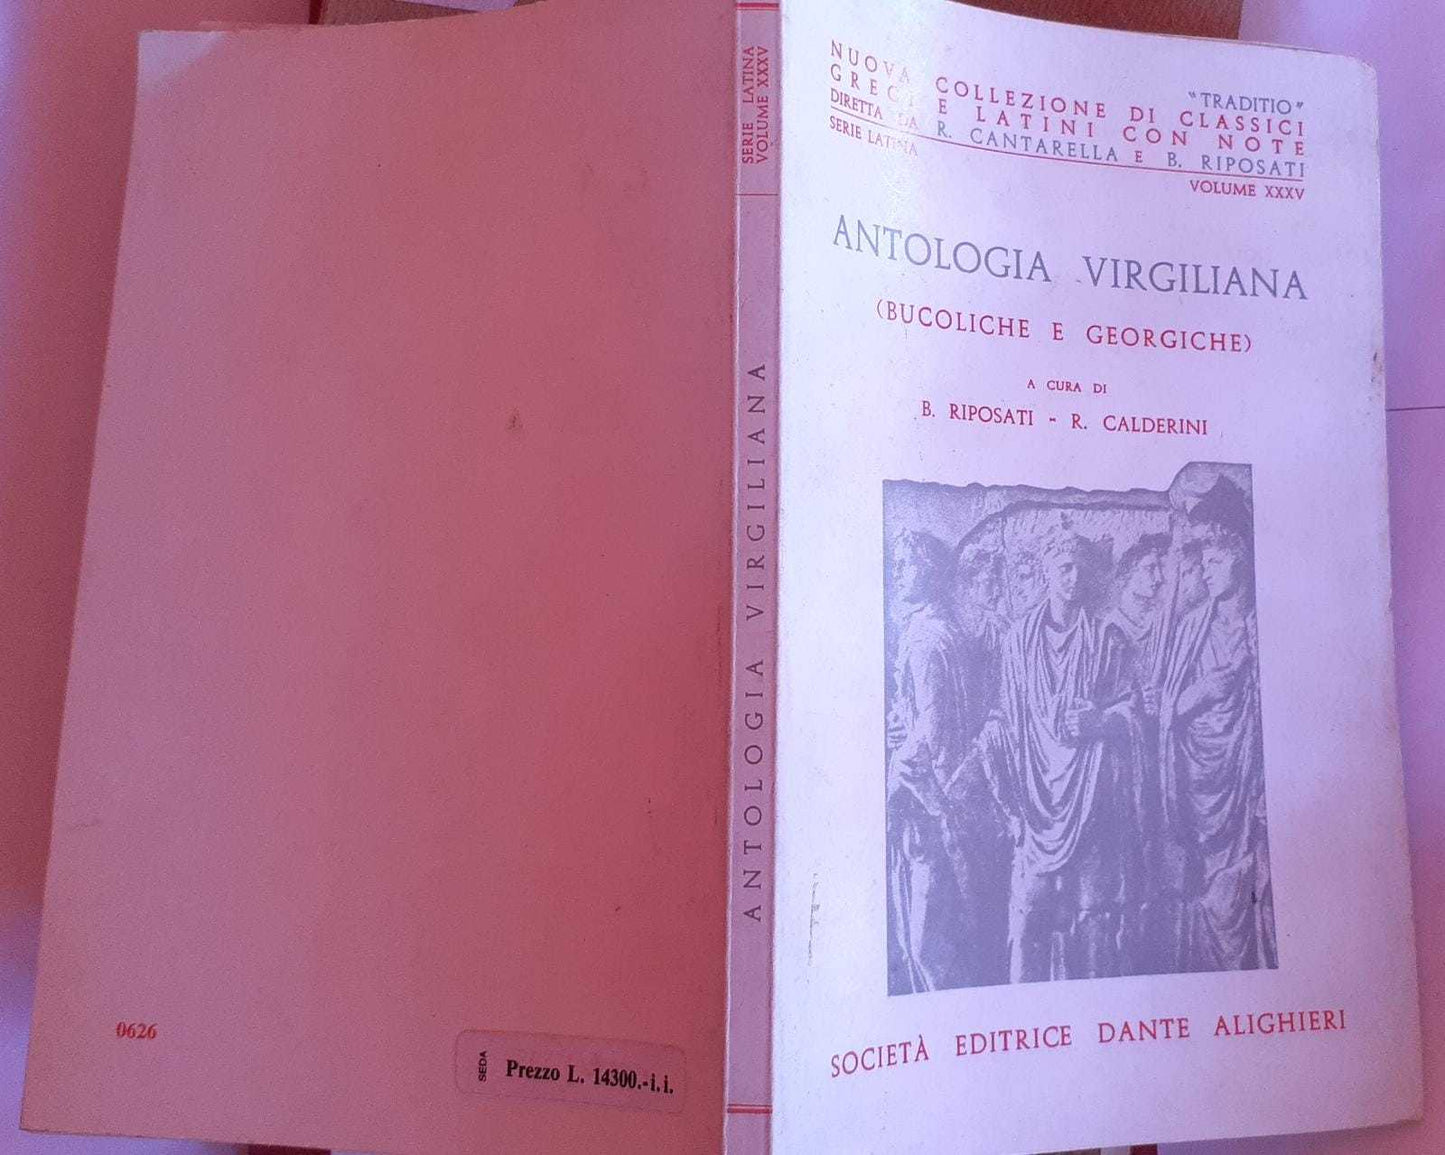 0626
SEDA
Prezzo L. 14300.-i.i.
SERIE LATINA
VOLUME XXXV
ANTOLOGIA VIRGILIANA
"TRADITIO"
NUOVA COLLEZIONE DI CLASSICI
GRECI E LATINI CON NOTE
DIRETTA DA R. CANTARELLA E B. RIPOSATI
SERIE LATINA
VOLUME XXXV
ANTOLOGIA VIRGILIANA
(BUCOLICHE E GEORGICHE)
A CURA DI
B. RIPOSATI - R. CALDERINI
SOCIETÀ EDITRICE DANTE ALIGHIERI